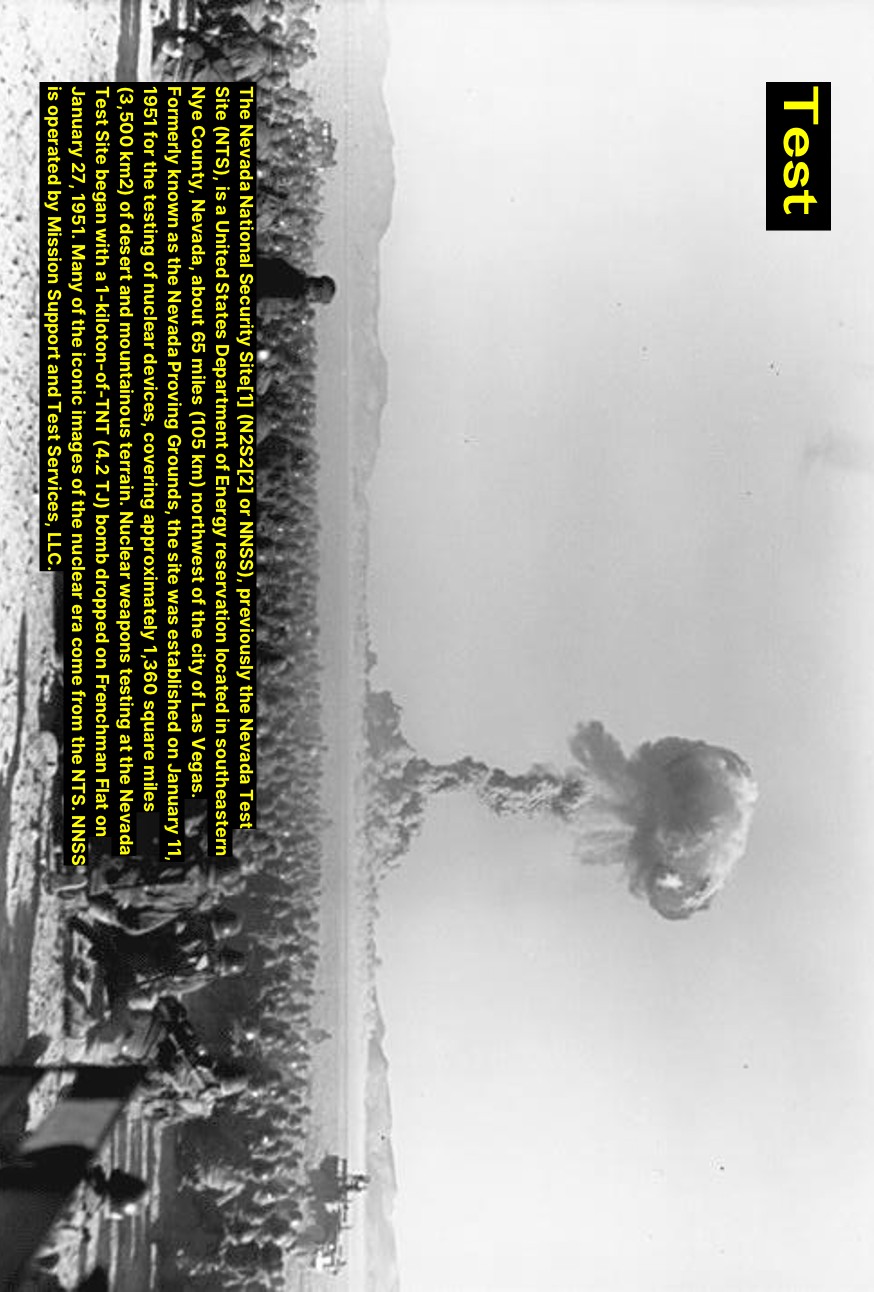 Test
The Nevada National Security Site[1] (N2S2[2] or NNSS), previously the Nevada Test
Site (NTS), is a United States Department of Energy reservation located in southeastern
Nye County, Nevada, about 65 miles (105 km) northwest of the city of Las Vegas.
Formerly known as the Nevada Proving Grounds, the site was established on January 11,
1951 for the testing of nuclear devices, covering approximately 1,360 square miles
(3,500 km2) of desert and mountainous terrain. Nuclear weapons testing at the Nevada
Test Site began with a 1-kiloton-of-TNT (4.2 TJ) bomb dropped on Frenchman Flat on
January 27, 1951. Many of the iconic images of the nuclear era come from the NTS. NNSS
is operated by Mission Support and Test Services, LLC.